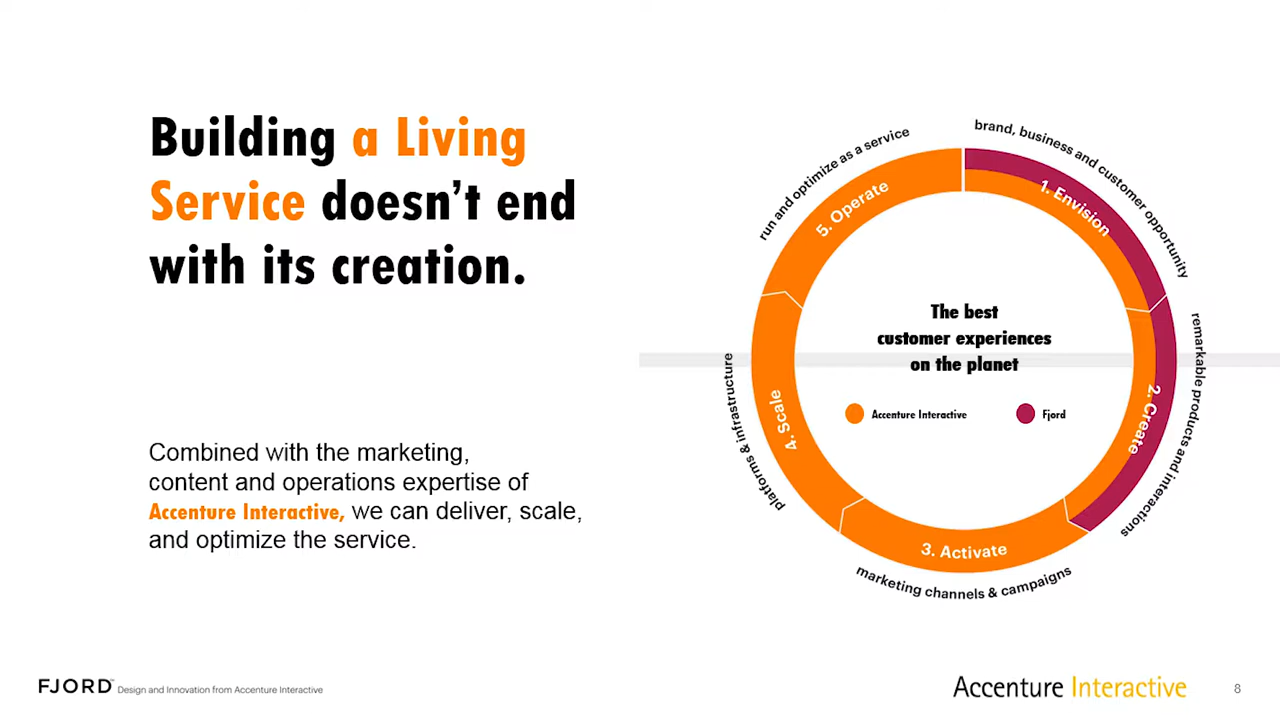 Building a Living
Service doesn’t end
with its creation.
Combined with the marketing,
content and operations expertise of
Accenture Interactive, we can deliver, scale,
and optimize the service.
brand, business and customer opportunity
1. Envision
remarkable products and interactions
2. Create
3. Activate
marketing channels & campaigns
4. Scale
platforms & infrastructure
5. Operate
run and optimize as a service
The best
customer experiences
on the planet
Accenture Interactive
Fjord
FJORD™ Design and Innovation from Accenture Interactive
Accenture Interactive
8